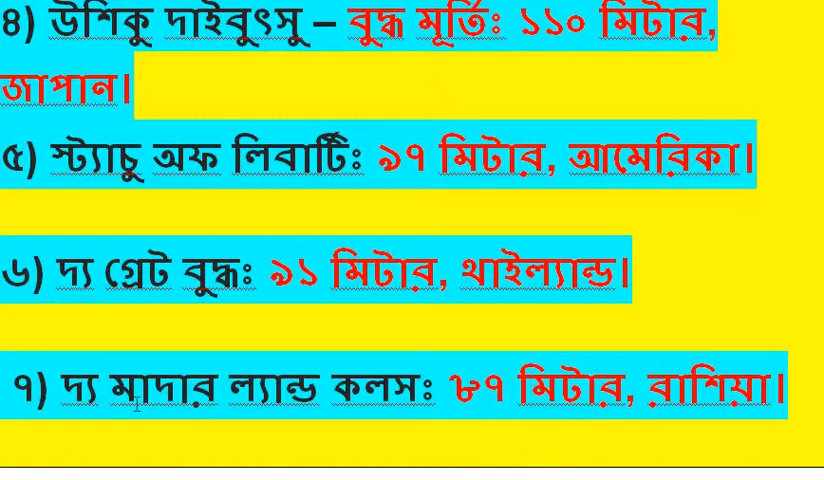 ৪) উশিকু দাইবুৎসু – বুদ্ধ মূর্তিঃ ১১০ মিটার,
জাপান।
৫) স্ট্যাচু অফ লিবার্টিঃ ৯৭ মিটার, আমেরিকা।
৬) দ্য গ্রেট বুদ্ধঃ ৯১ মিটার, থাইল্যান্ড।
৭) দ্য মাদার ল্যান্ড কলসঃ ৮৭ মিটার, রাশিয়া।